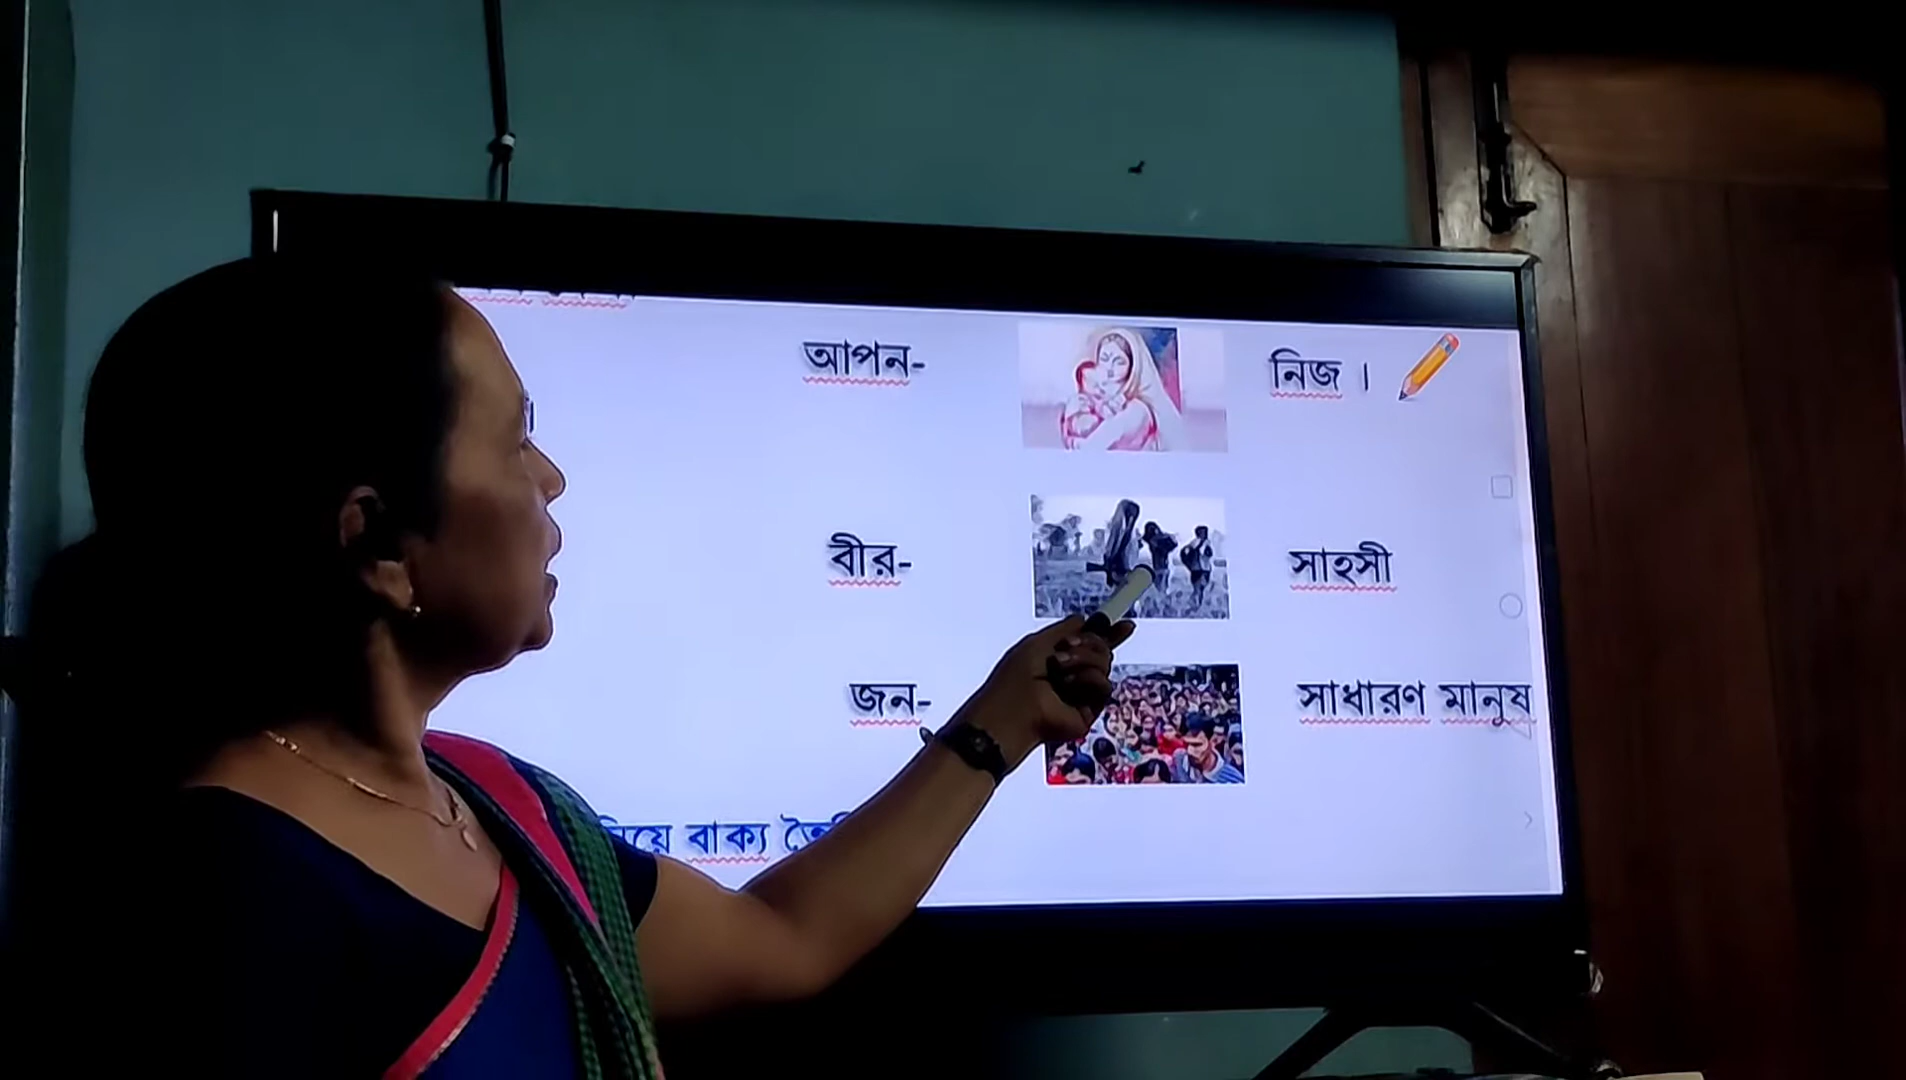 আপন- নিজ ।
বীর- সাহসী
জন- সাধারণ মানুষ
বাক্য